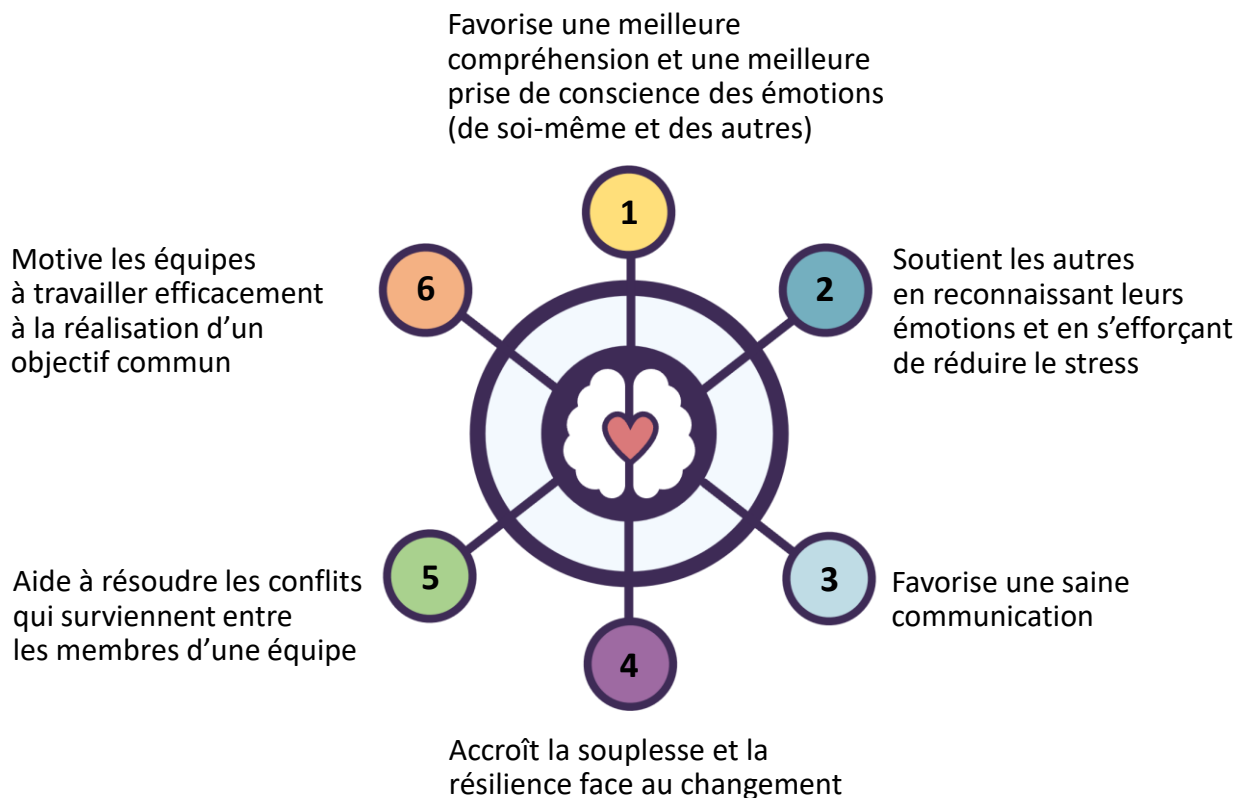 Favorise une meilleure
compréhension et une meilleure
prise de conscience des émotions
(de soi-même et des autres)
1
Soutient les autres
en reconnaissant leurs
émotions et en s’efforçant
de réduire le stress
2
Favorise une saine
communication
3
Accroît la souplesse et la
résilience face au changement
4
Aide à résoudre les conflits
qui surviennent entre
les membres d’une équipe
5
Motive les équipes
à travailler efficacement
à la réalisation d’un
objectif commun
6